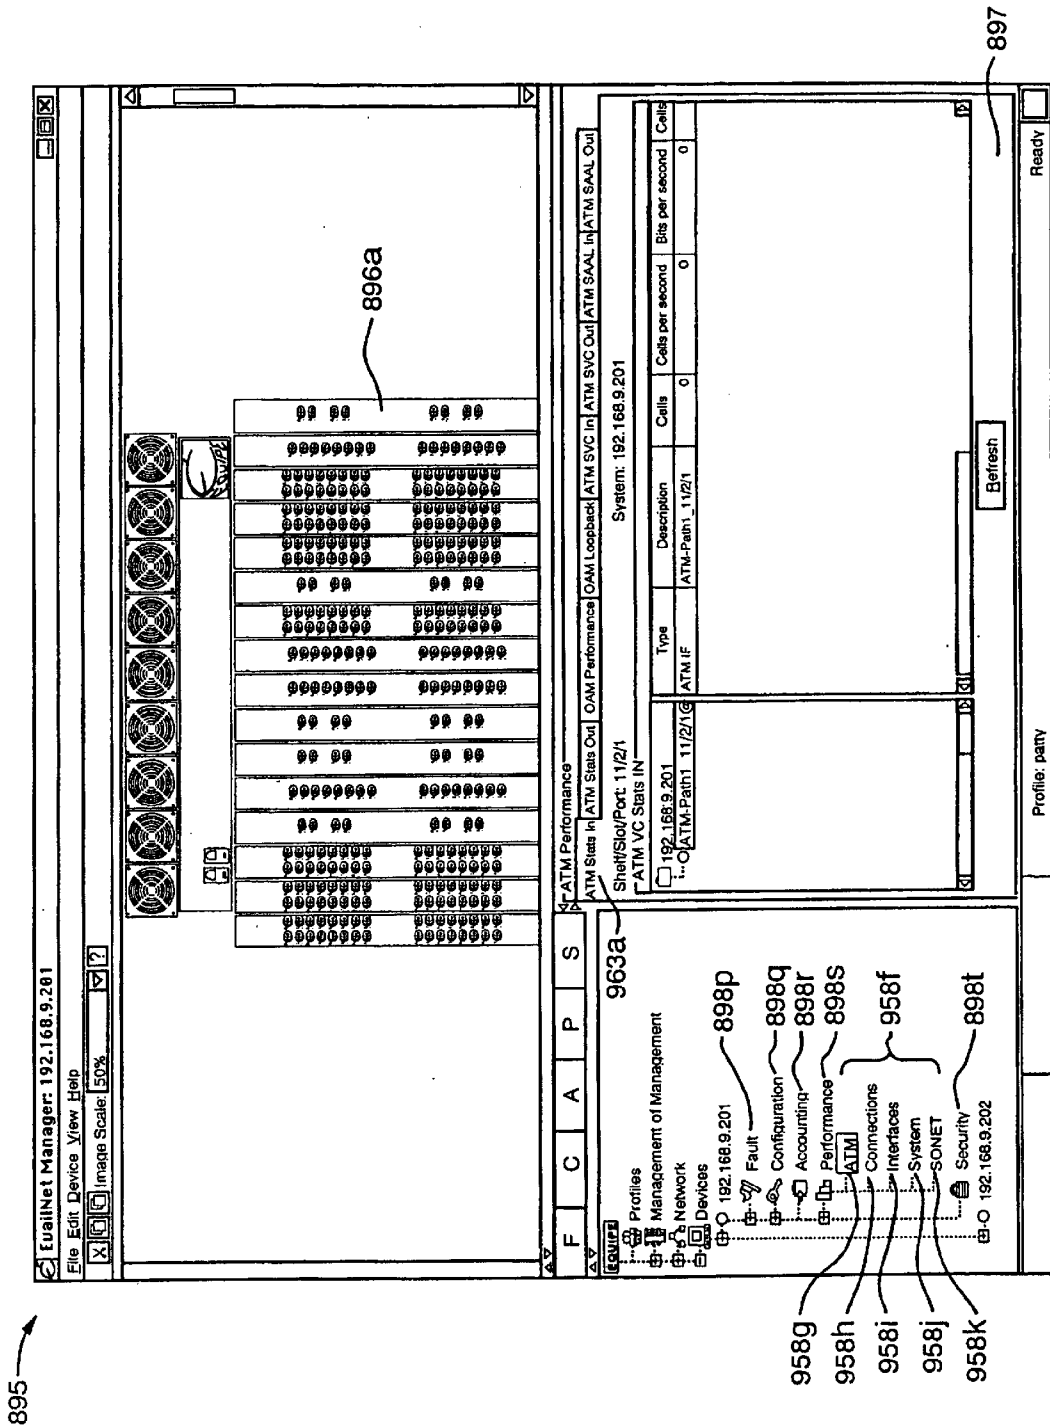 895
EuailNet Manager: 192.168.9.201
File Edit Device View Help
Image Scale: 50%
?
896a
F C A P S
EQUIPE
Profiles
Management of Management
Network
Devices
192.168.9.201
Fault
Configuration
Accounting
Performance
ATM
Connections
Interfaces
System
SONET
Security
192.168.9.202
898p
898q
898r
898s
958f
898t
958g
958h
958i
958j
958k
963a
ATM Performance
ATM Stats In ATM Stats Out OAM Performance OAM Loopback ATM SVC In ATM SVC Out ATM SAAL In ATM SAAL Out
Shelf/Slot/Port: 11/2/1 System: 192.168.9.201
ATM VC Stats IN
192.168.9.201
ATM-Path1 11/2/1@
Type Description Cells Cells per second Bits per second Cells
ATM IF ATM-Path1_11/2/1 0 0 0
Refresh
897
Profile: patty
Ready